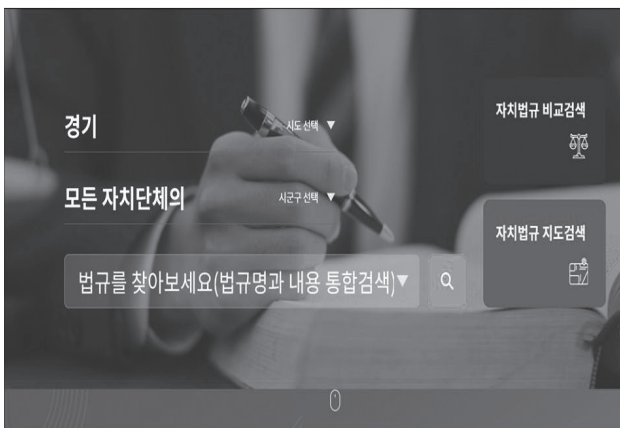 경기
시도 선택 ▼
모든 자치단체의
시군구 선택 ▼
법규를 찾아보세요(법규명과 내용 통합검색)▼
자치법규 비교검색
자치법규 지도검색